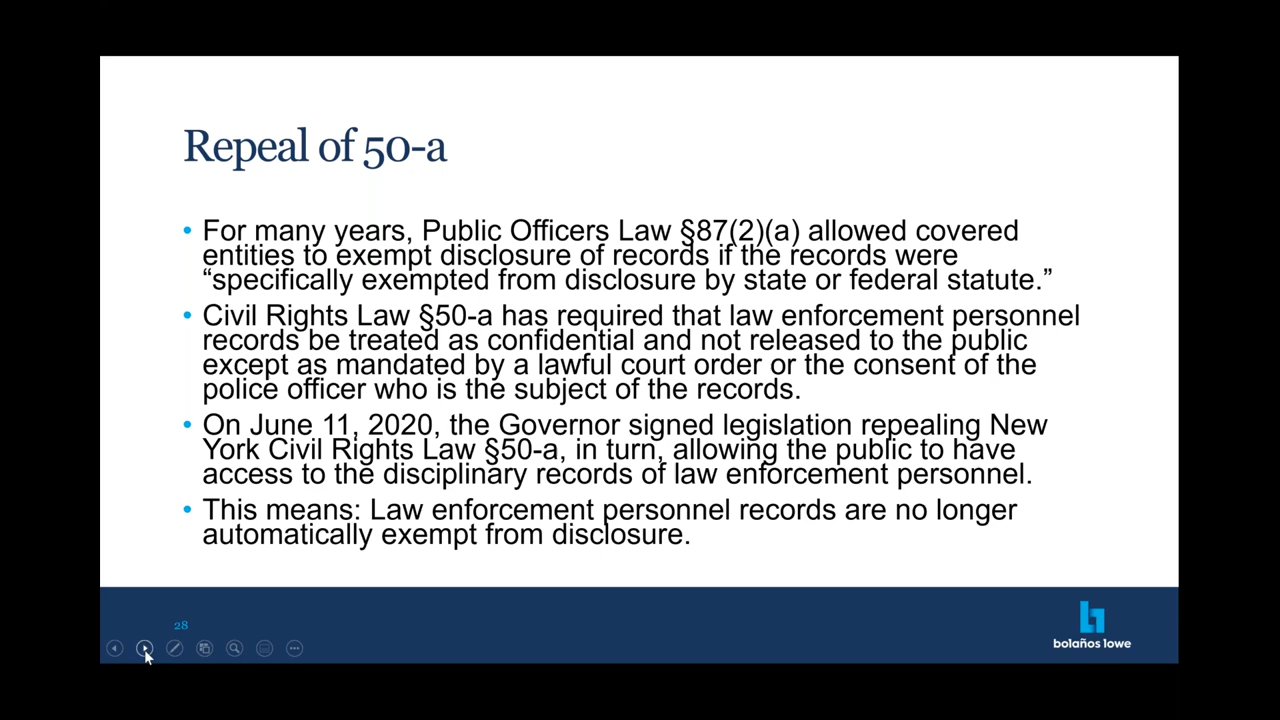 Repeal of 50-a
• For many years, Public Officers Law §87(2)(a) allowed covered
entities to exempt disclosure of records if the records were
“specifically exempted from disclosure by state or federal statute.”
• Civil Rights Law §50-a has required that law enforcement personnel
records be treated as confidential and not released to the public
except as mandated by a lawful court order or the consent of the
police officer who is the subject of the records.
• On June 11, 2020, the Governor signed legislation repealing New
York Civil Rights Law §50-a, in turn, allowing the public to have
access to the disciplinary records of law enforcement personnel.
• This means: Law enforcement personnel records are no longer
automatically exempt from disclosure.
28
bolaños lowe